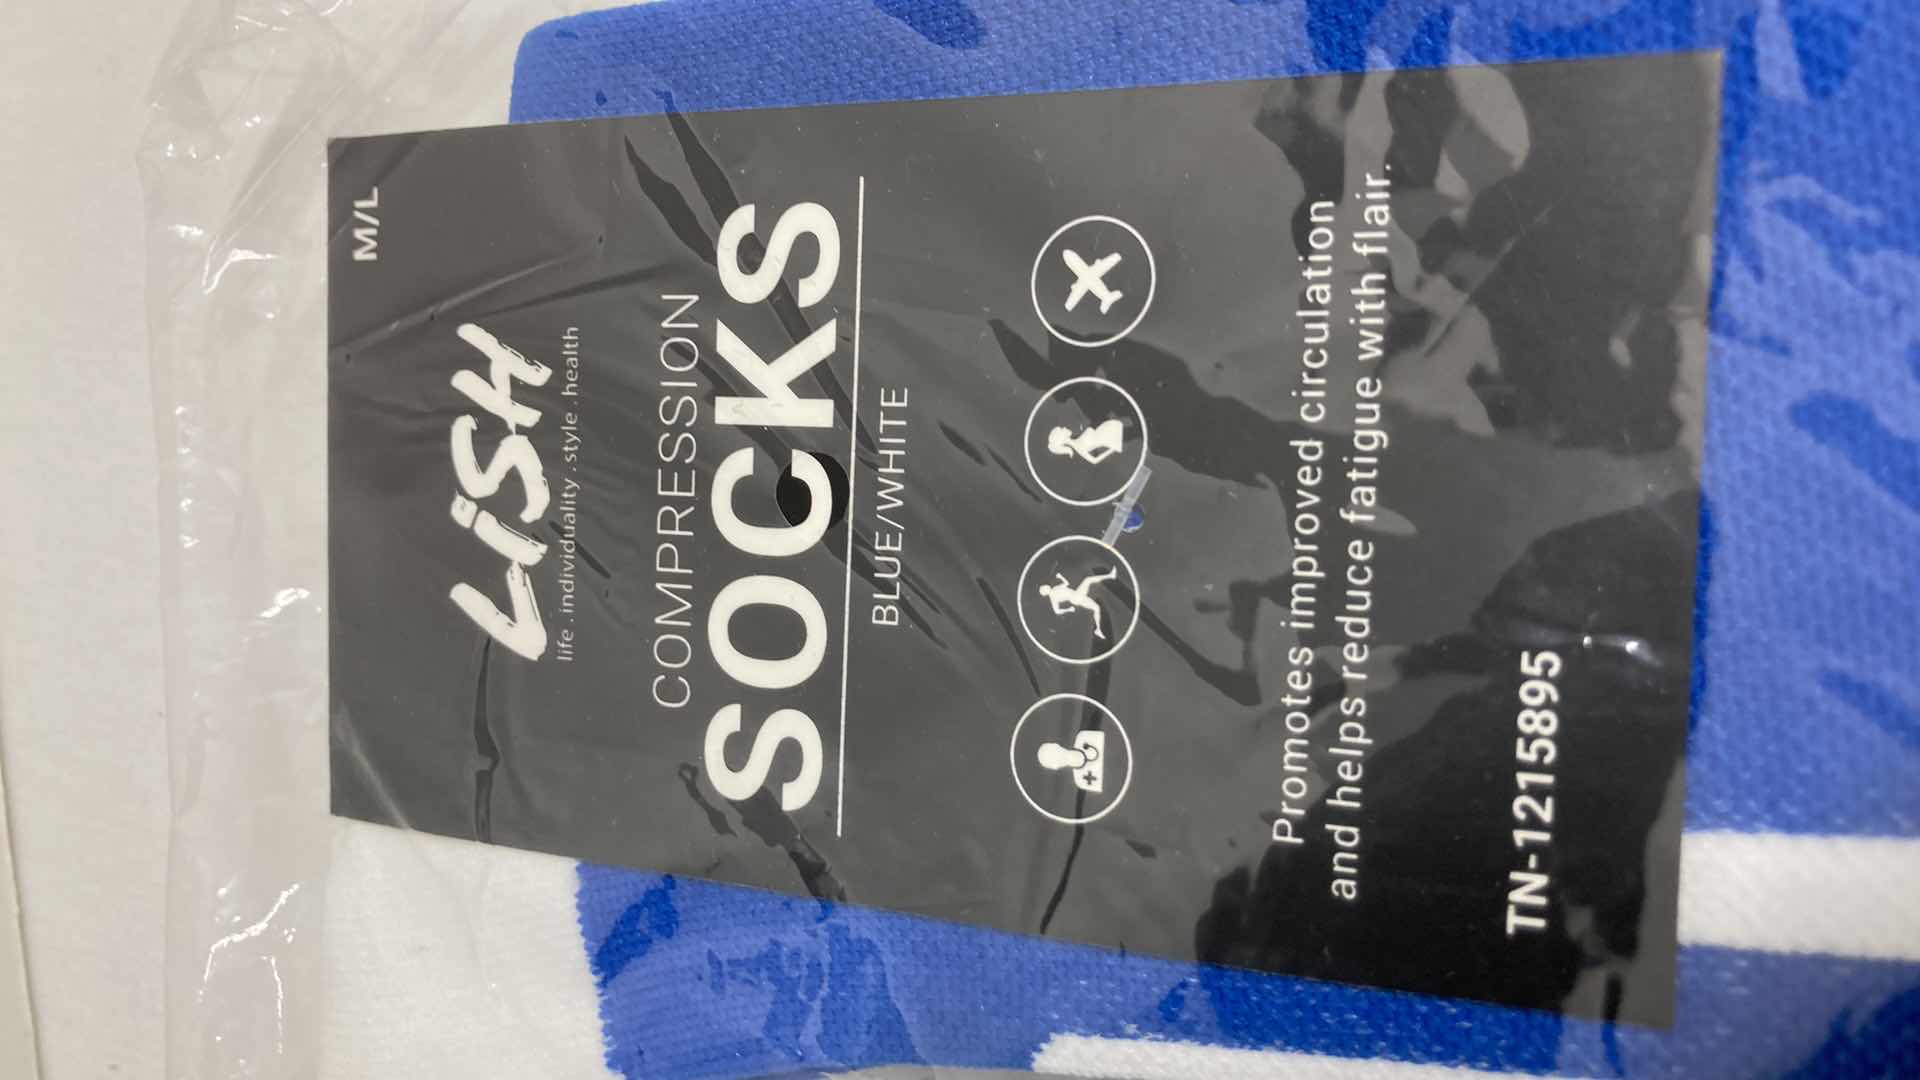 M/L
LiSH
life . individuality . style . health
COMPRESSION
SOCKS
BLUE/WHITE
Promotes improved circulation
and helps reduce fatigue with flair.
TN-1215895